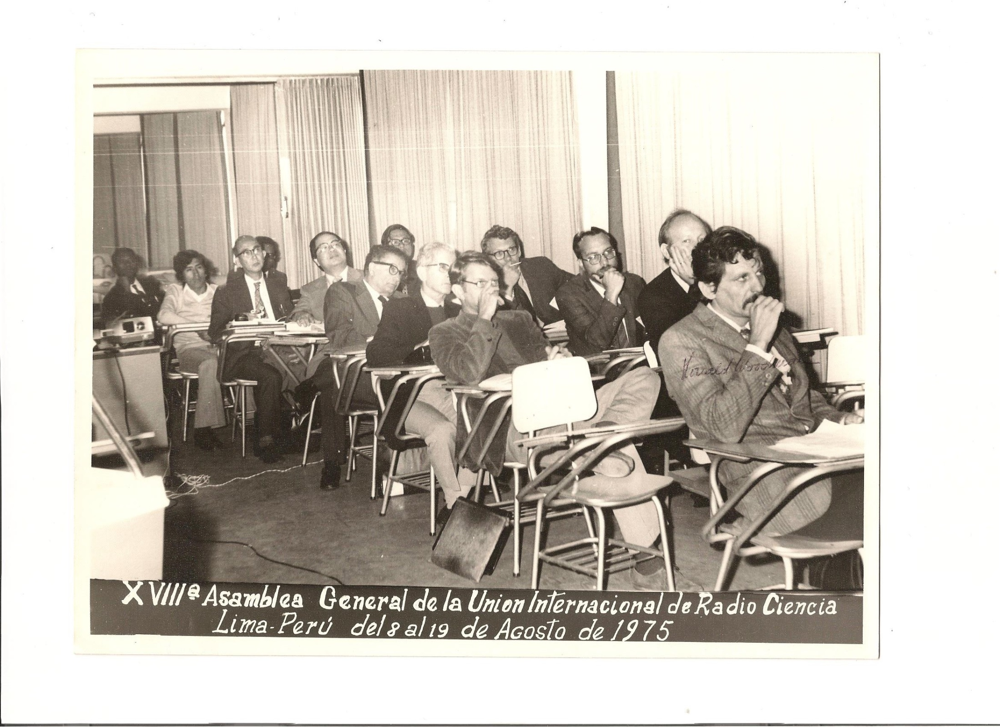 XVIIIª Asamblea General de la Union Internacional de Radio Ciencia
Lima-Perú del 8 al 19 de Agosto de 1975